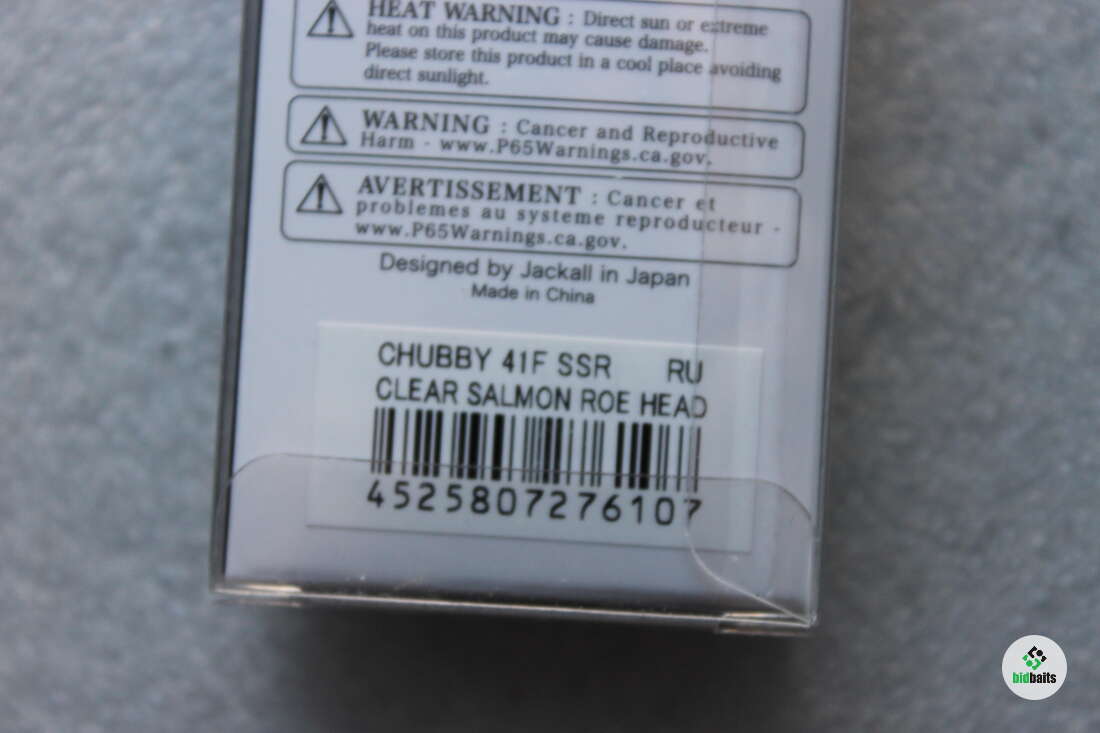 HEAT WARNING : Direct sun or extreme
heat on this product may cause damage.
Please store this product in a cool place avoiding
direct sunlight.
WARNING : Cancer and Reproductive
Harm - www.P65Warnings.ca.gov.
AVERTISSEMENT : Cancer et
problemes au systeme reproducteur -
www.P65Warnings.ca.gov.
Designed by Jackall in Japan
Made in China
CHUBBY 41F SSR RU
CLEAR SALMON ROE HEAD
4525807276107
bidbaits